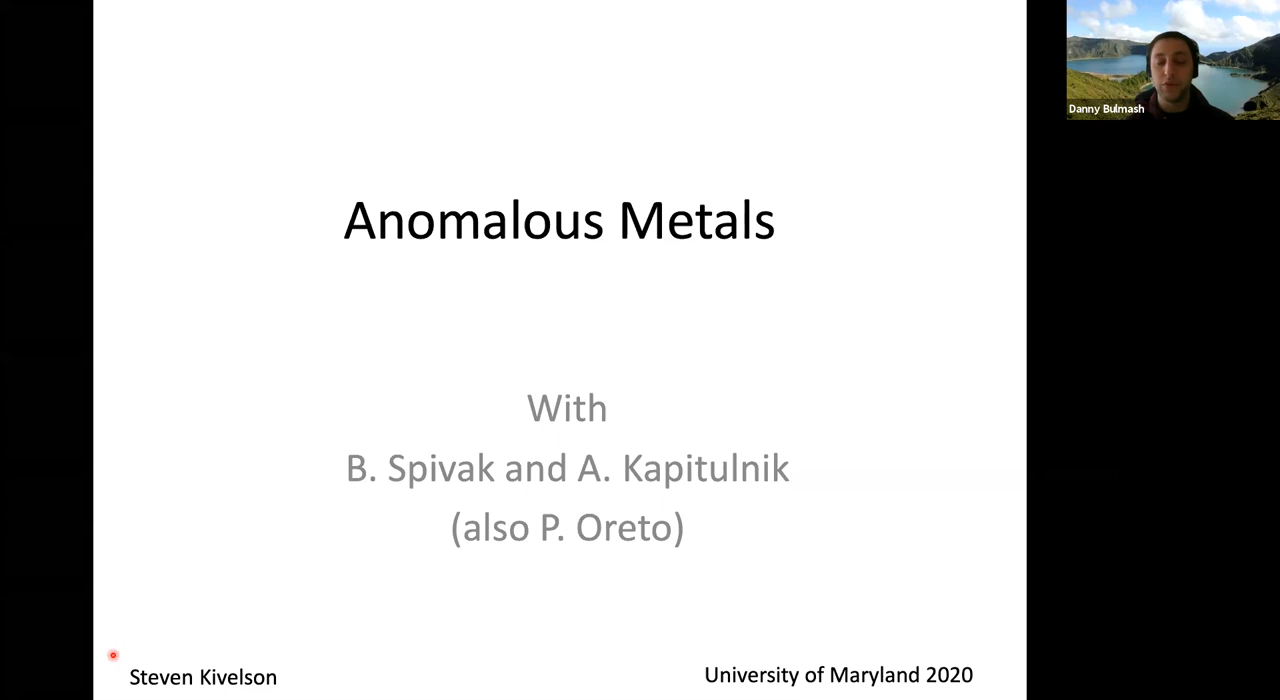 Danny Bulmash
Anomalous Metals
With
B. Spivak and A. Kapitulnik
(also P. Oreto)
Steven Kivelson
University of Maryland 2020